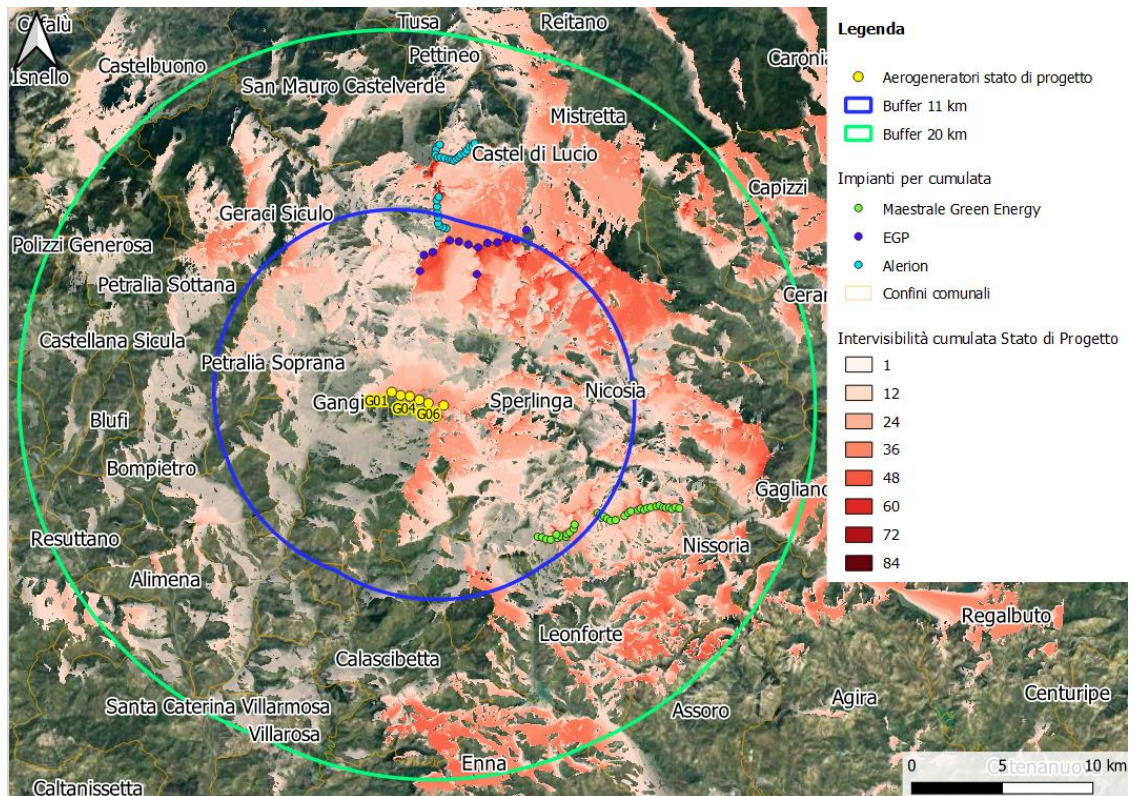 Tusa
Reitano
Isnello
Castelbuono
Pettineo
San Mauro Castelverde
Mistretta
Castel di Lucio
Capizzi
Geraci Siculo
Polizzi Generosa
Petralia Sottana
Castellana Sicula
Petralia Soprana
Gangi
G01
G04
G06
Sperlinga
Nicosia
Blufi
Bompietro
Gagliano
Resuttano
Nissoria
Alimena
Regalbuto
Leonforte
Calascibetta
Santa Caterina Villarmosa
Villarosa
Assoro
Agira
Centuripe
Enna
Caltanissetta
Legenda
Aerogeneratori stato di progetto
Buffer 11 km
Buffer 20 km
Impianti per cumulata
Maestrale Green Energy
EGP
Alerion
Confini comunali
Intervisibilità cumulata Stato di Progetto
1
12
24
36
48
60
72
84
0 5 10 km